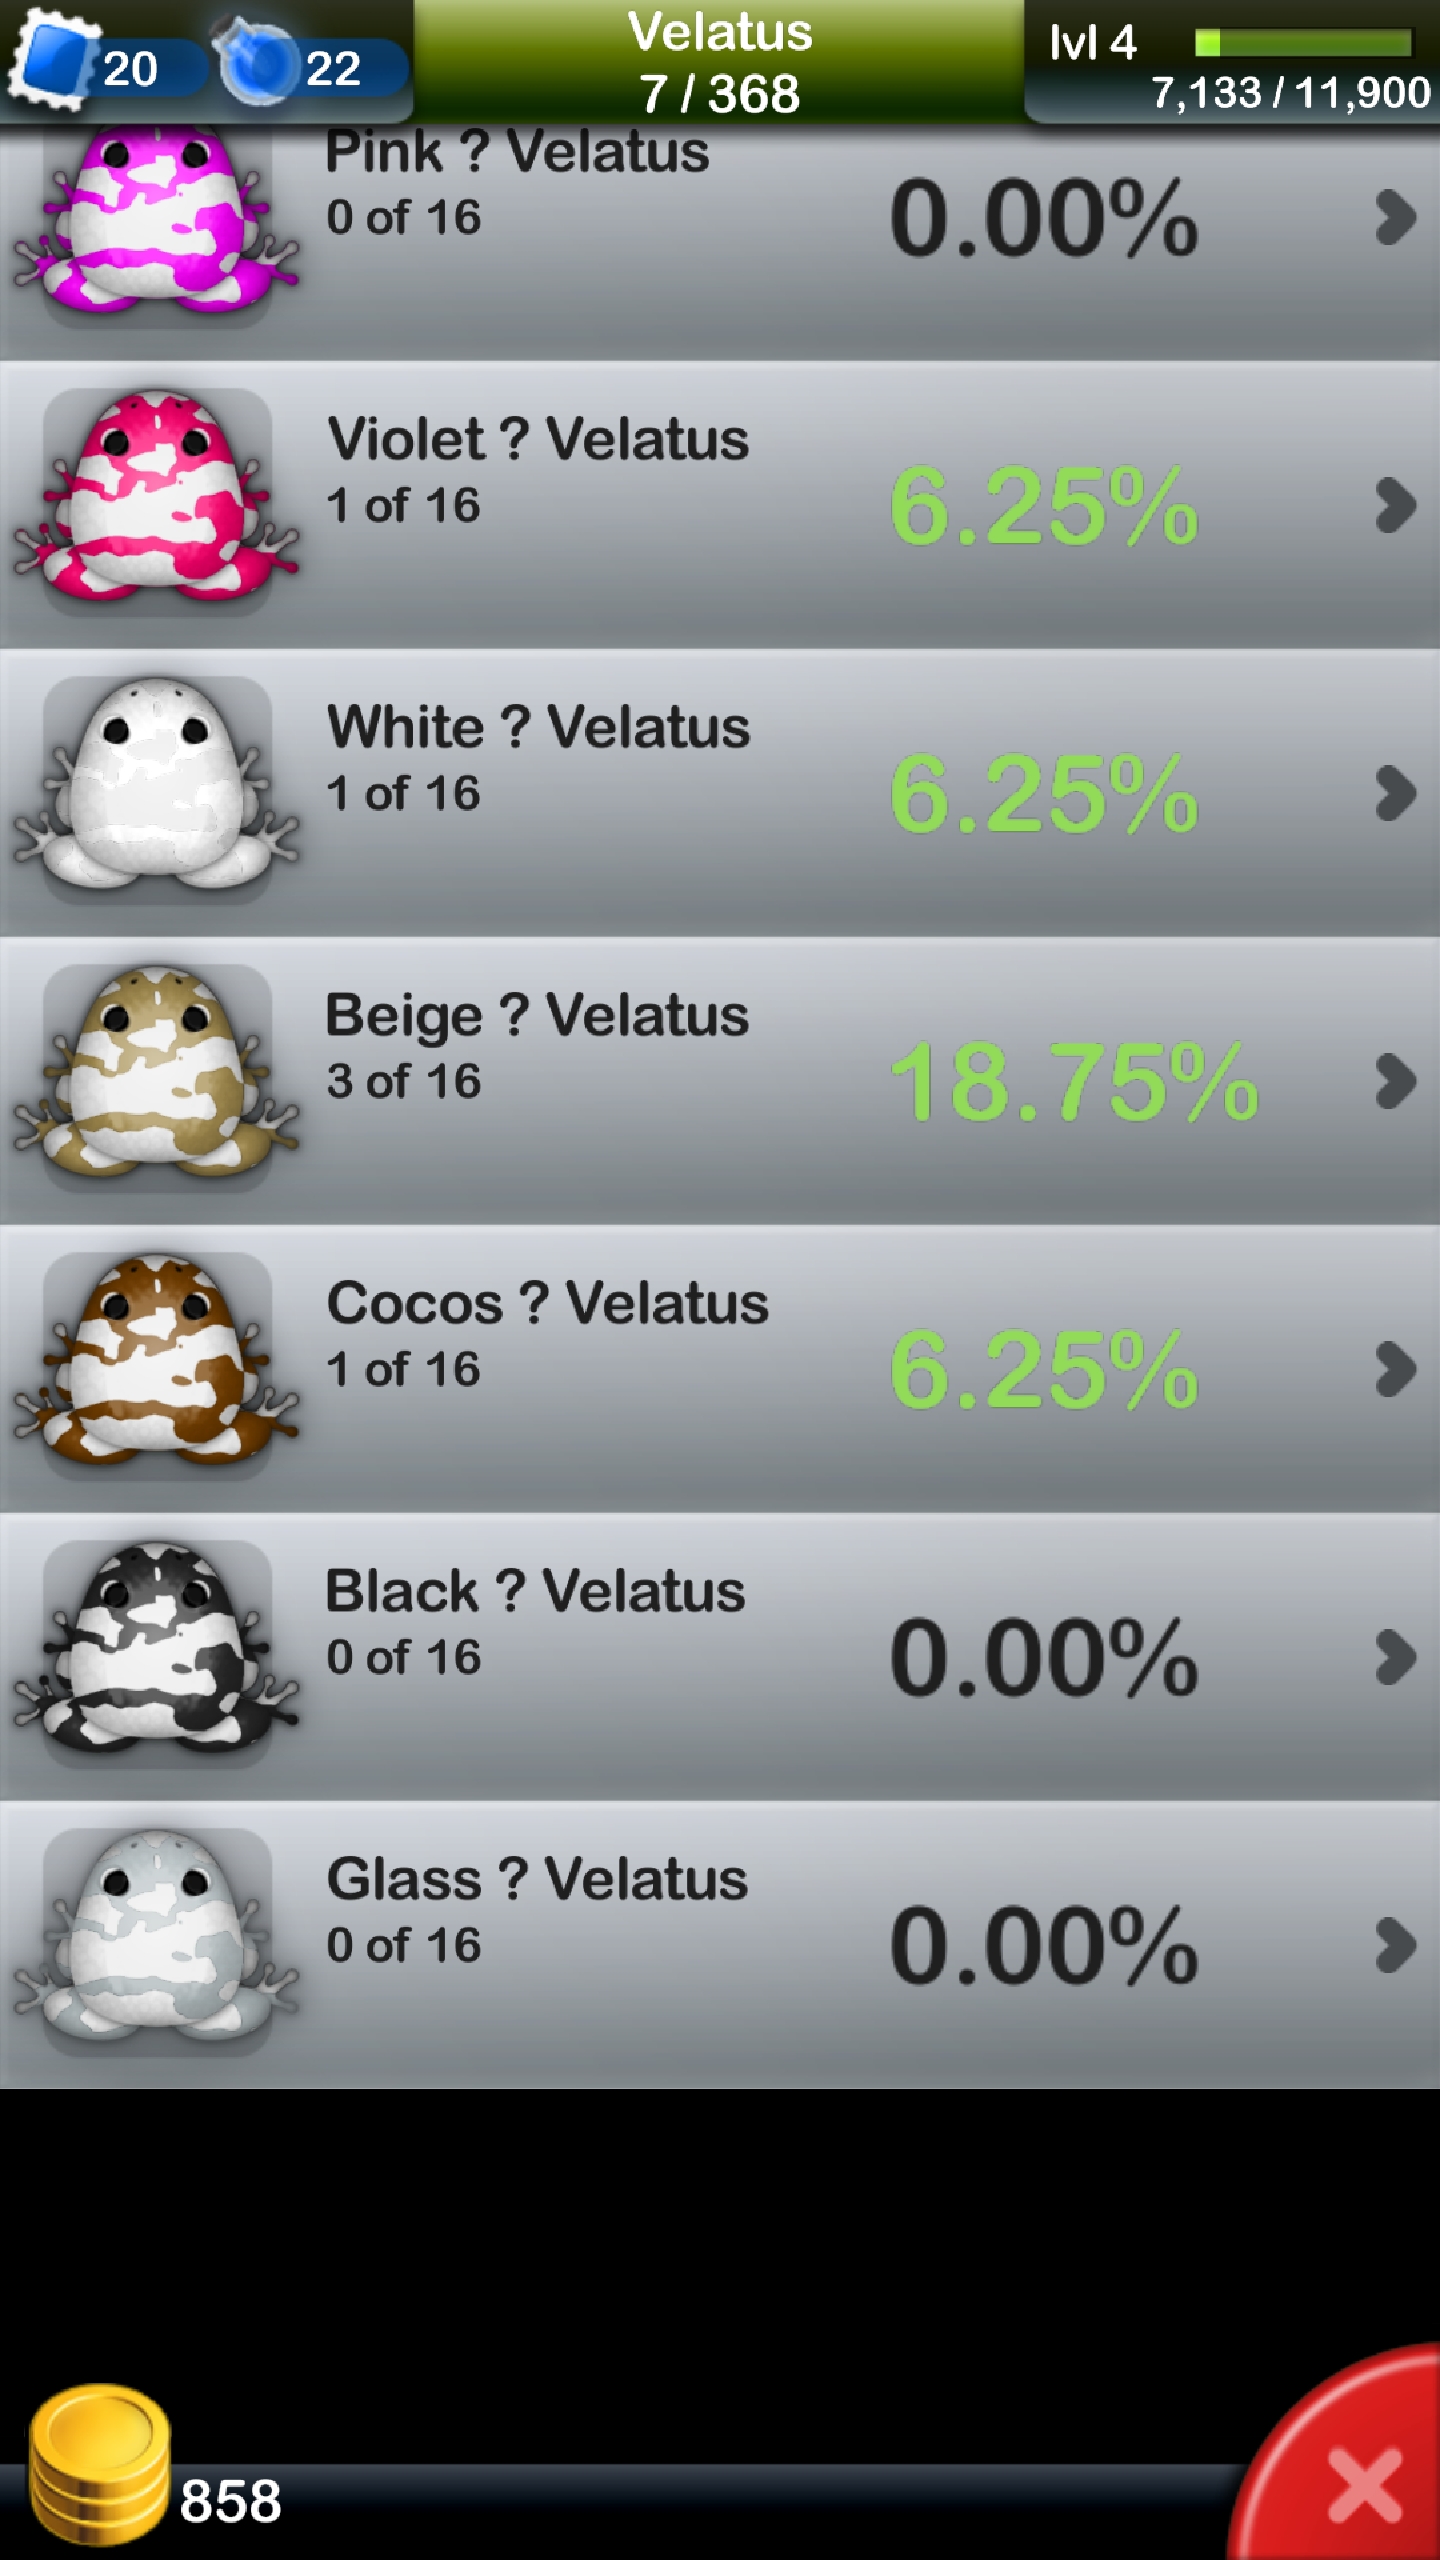 20
22
Velatus
7 / 368
lvl 4
7,133 / 11,900
Pink ? Velatus
0 of 16
0.00%
Violet ? Velatus
1 of 16
6.25%
White ? Velatus
1 of 16
6.25%
Beige ? Velatus
3 of 16
18.75%
Cocos ? Velatus
1 of 16
6.25%
Black ? Velatus
0 of 16
0.00%
Glass ? Velatus
0 of 16
0.00%
858